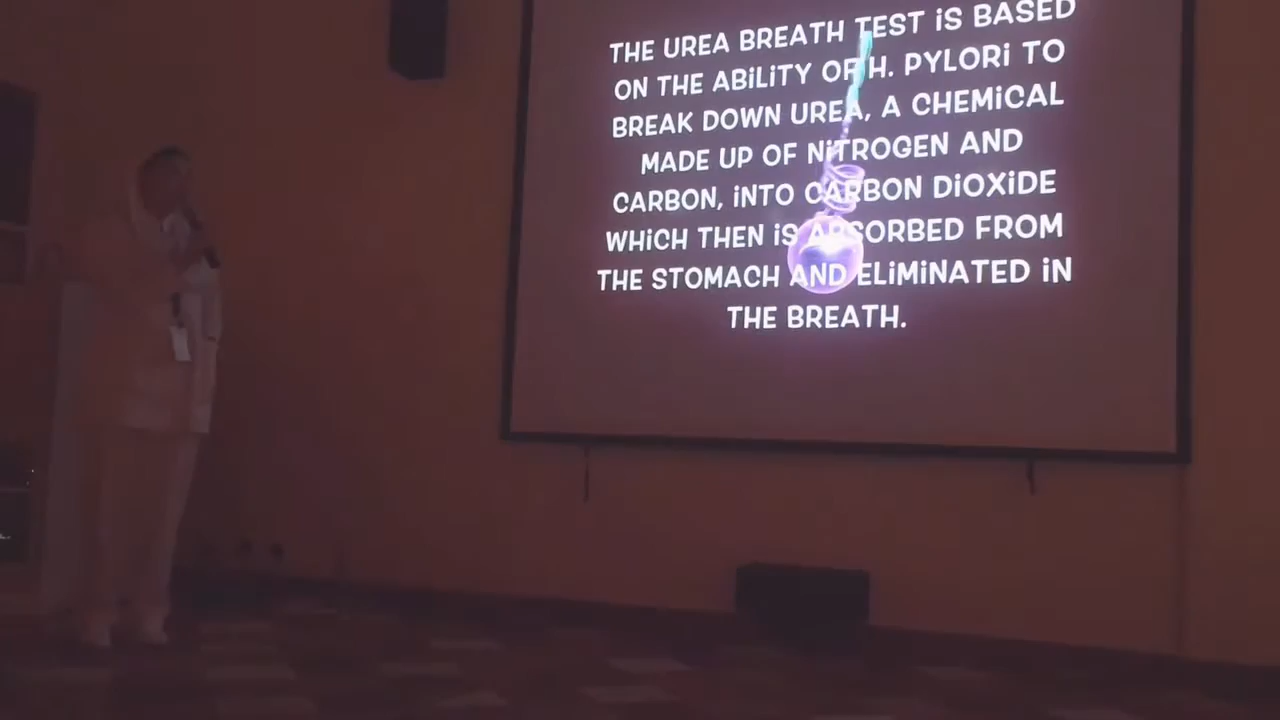 THE UREA BREATH TEST iS BASED
ON THE ABiLiTY OF H. PYLORi TO
BREAK DOWN UREA, A CHEMiCAL
MADE UP OF NiTROGEN AND
CARBON, iNTO CARBON DiOXiDE
WHiCH THEN iS ABSORBED FROM
THE STOMACH AND ELiMiNATED iN
THE BREATH.